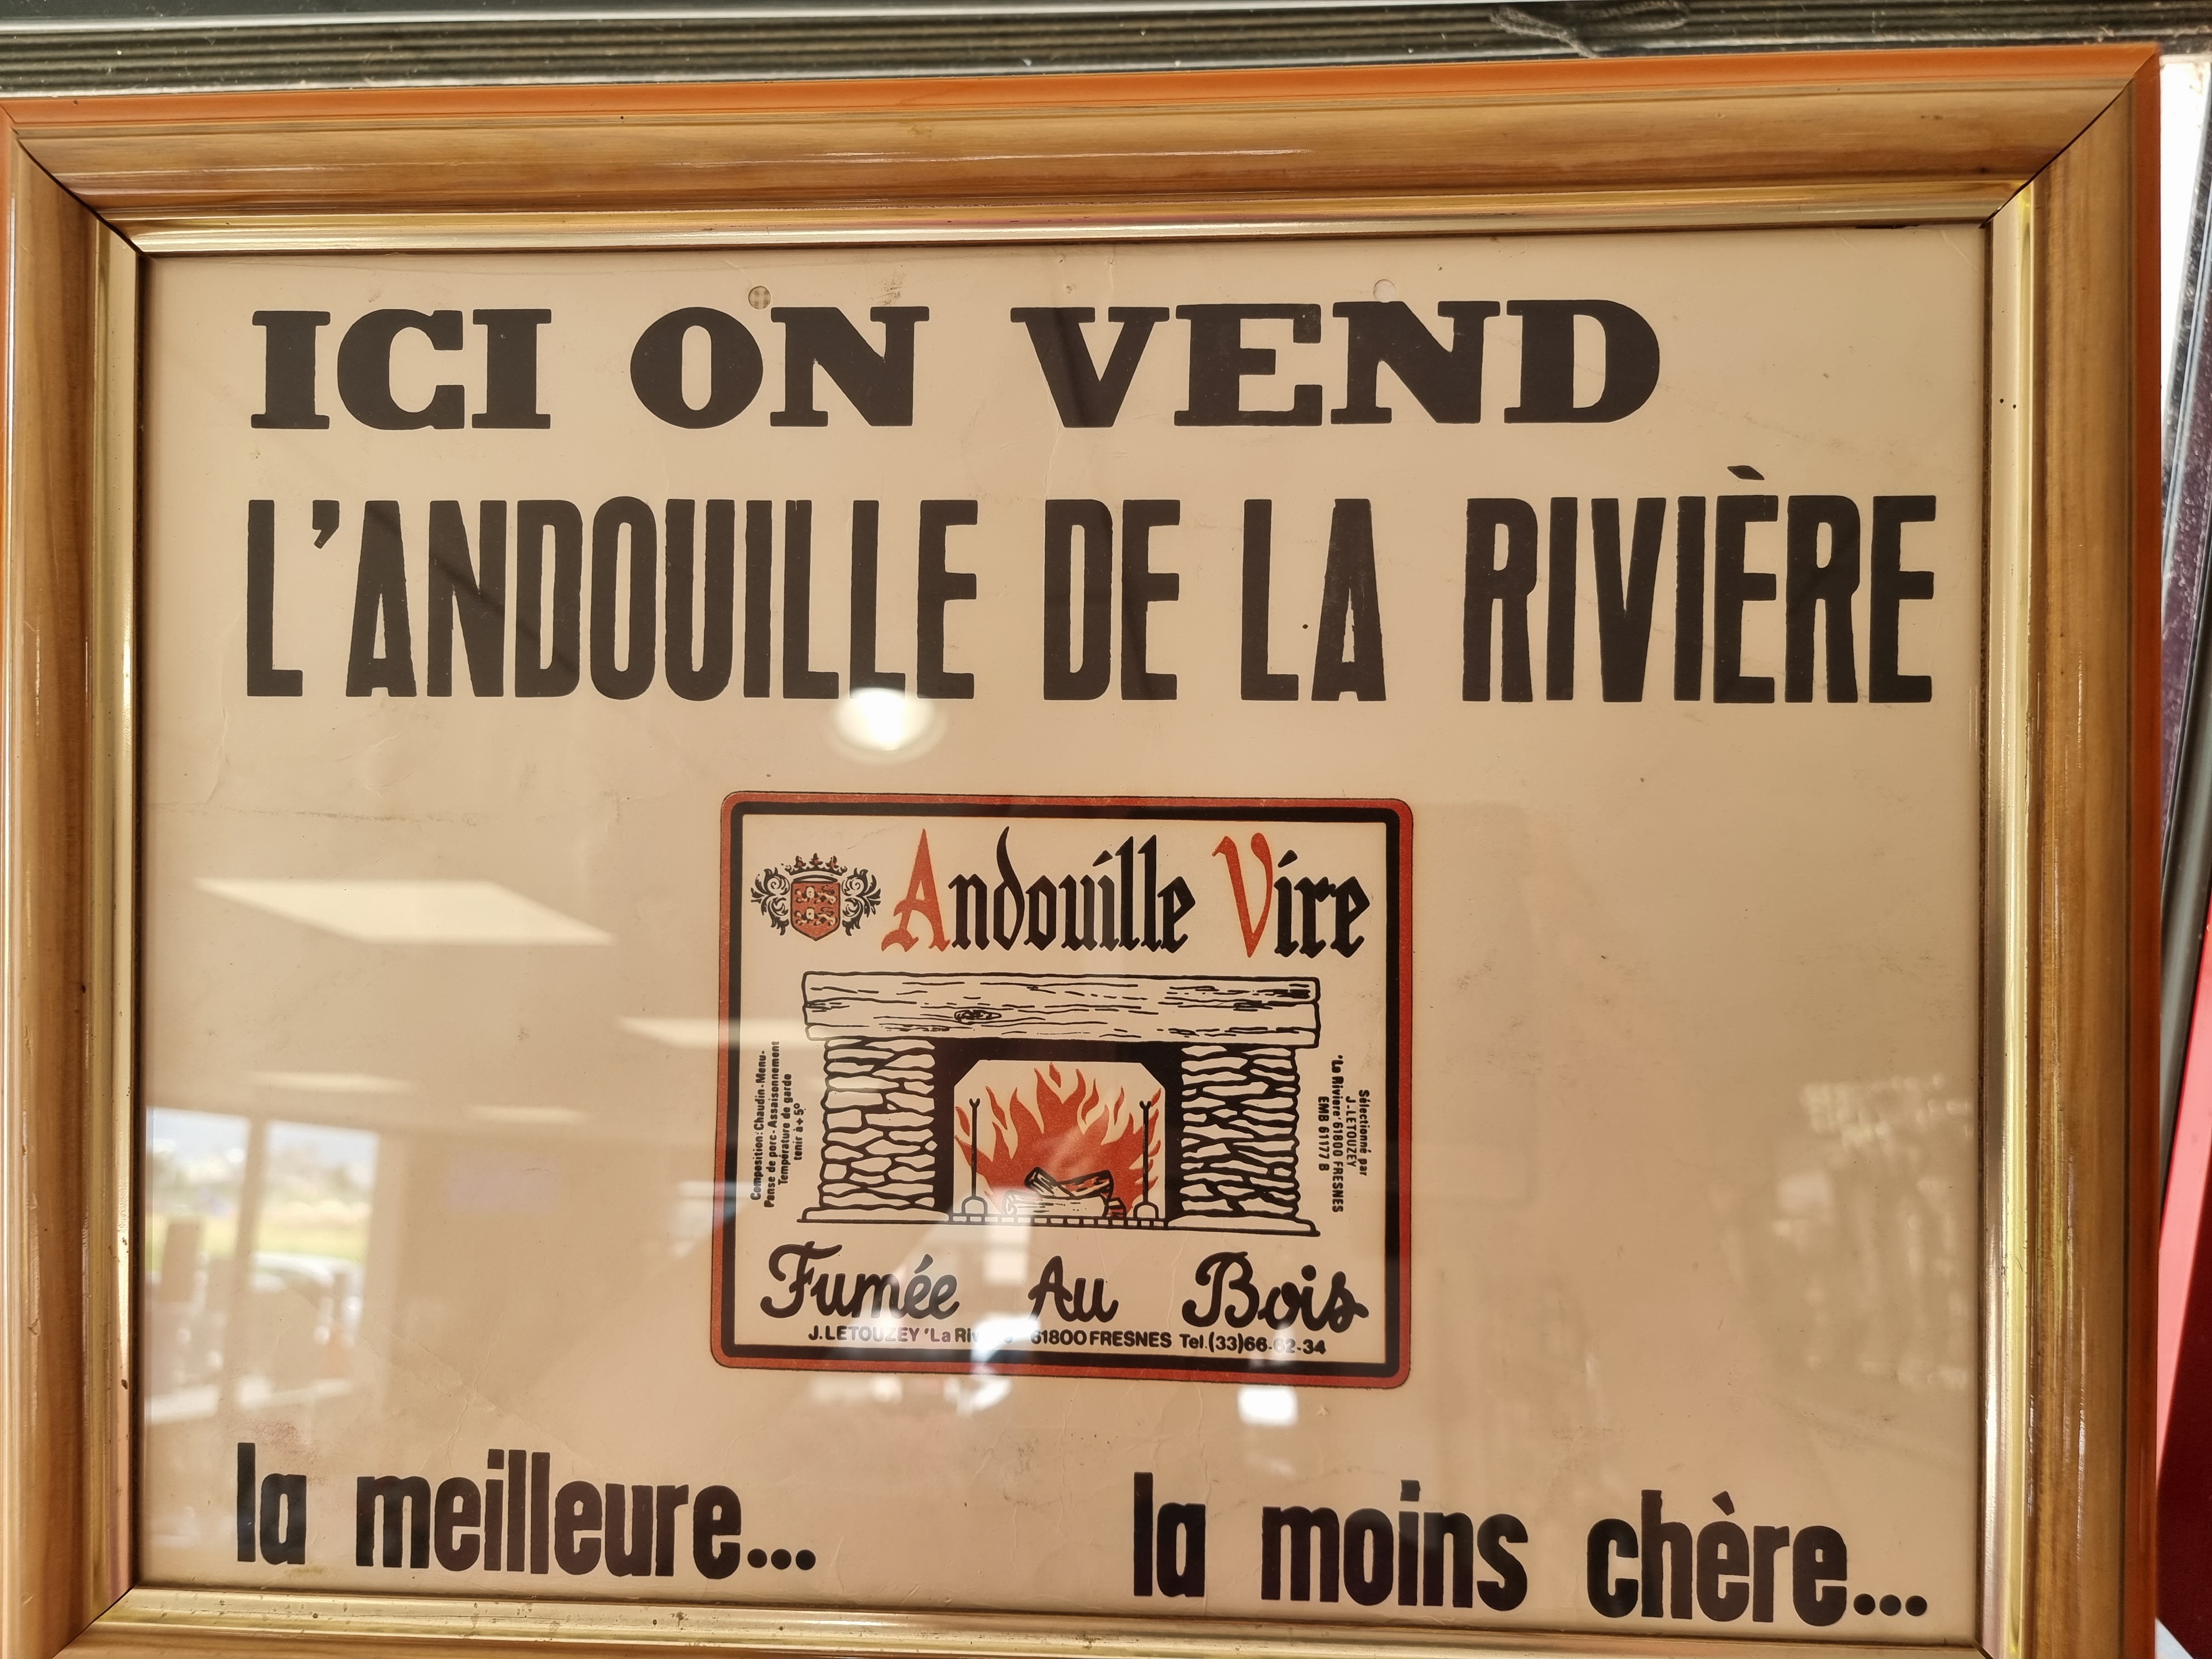 ICI ON VEND
L'ANDOUILLE DE LA RIVIÈRE
Andouille Vire
Composition: Chaudin-Menu-
Panse de porc-Assaisonnement
Température de garde
tenir à +5°
Sélectionné par
J-LETOUZEY
"La Riviere" 61800 FRESNES
EMB 61177 B
Fumée Au Bois
J.LETOUZEY "La 61800 FRESNES Tel.(33)66-62-34
la meilleure... la moins chère...